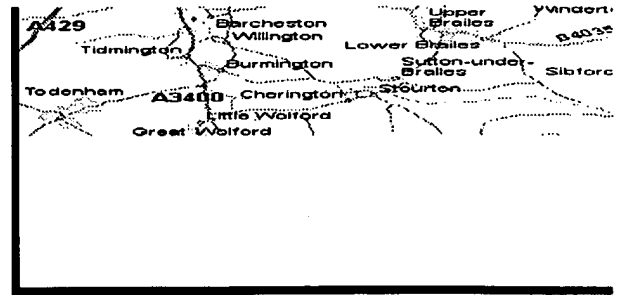 Upper
Brailes
A429
Barcheston
Willington
Tidmington
Lower Brailes
Burmington
Sutton-under-
Brailes
Todenham
A3400
Cherington
Stourton
Little Wolford
Great Wolford